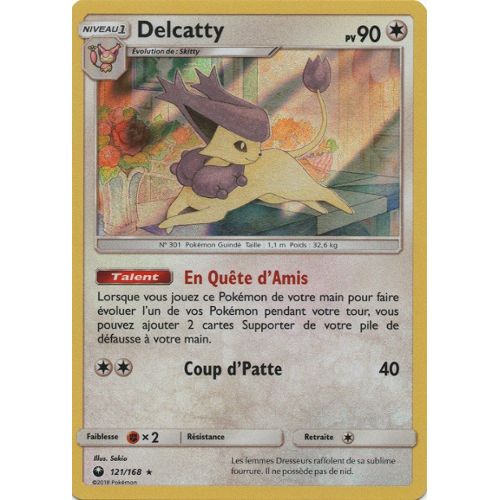 NIVEAU 1
Delcatty
PV 90
Évolution de : Skitty
N° 301 Pokémon Guindé Taille : 1,1 m Poids : 32,6 kg
Talent En Quête d'Amis
Lorsque vous jouez ce Pokémon de votre main pour faire
évoluer l'un de vos Pokémon pendant votre tour, vous
pouvez ajouter 2 cartes Supporter de votre pile de
défausse à votre main.
Coup d'Patte 40
Faiblesse ×2 Résistance Retraite
Illus. Sekio
121/168 ★
©2018 Pokémon
Les femmes Dresseurs raffolent de sa sublime
fourrure. Il ne possède pas de tanière.